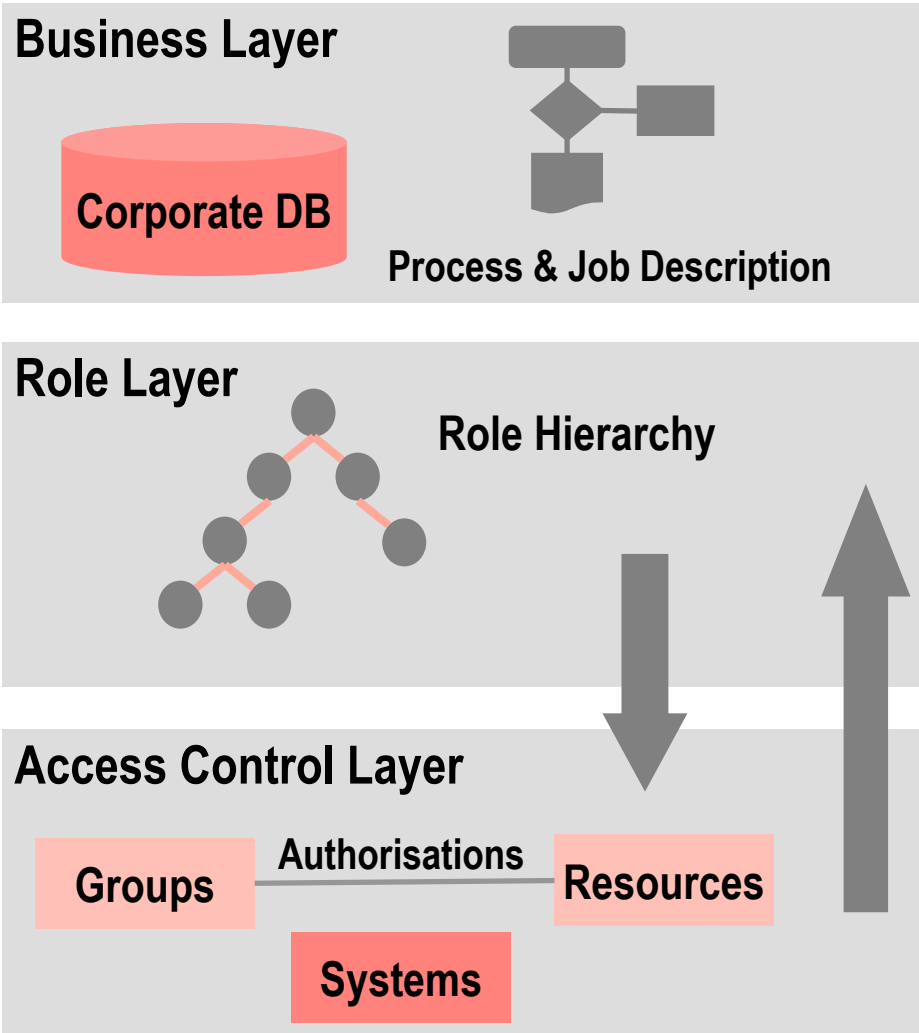 Business Layer
Corporate DB
Process & Job Description
Role Layer
Role Hierarchy
Access Control Layer
Groups
Authorisations
Resources
Systems